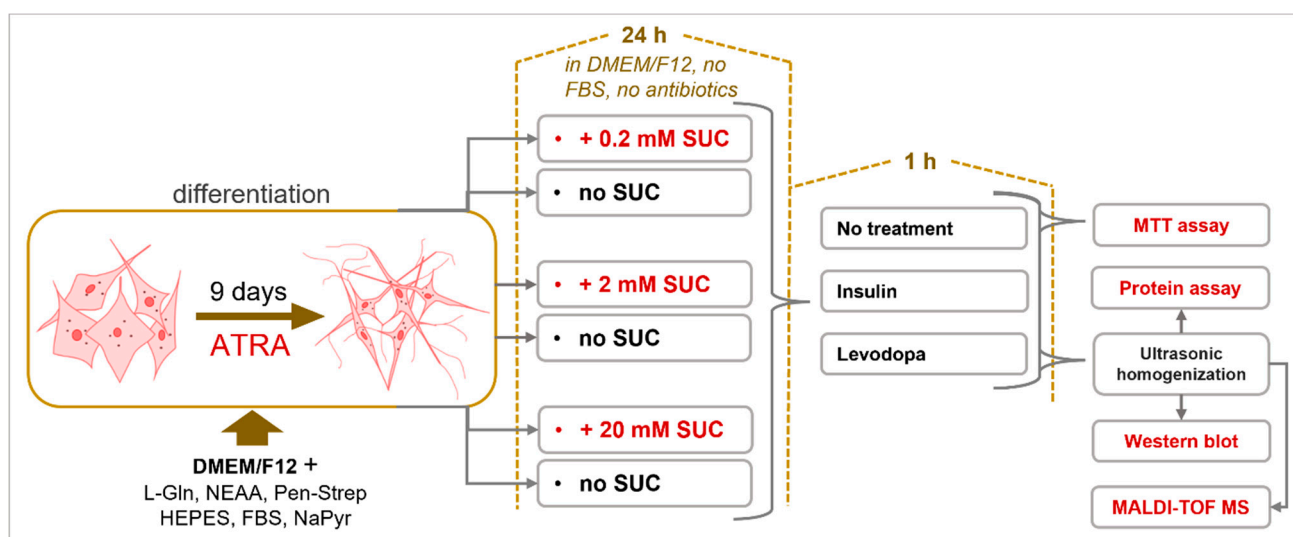 differentiation
9 days
ATRA
DMEM/F12 +
L-Gln, NEAA, Pen-Strep
HEPES, FBS, NaPyr
24 h
in DMEM/F12, no
FBS, no antibiotics
• + 0.2 mM SUC
• no SUC
• + 2 mM SUC
• no SUC
• + 20 mM SUC
• no SUC
1 h
No treatment
Insulin
Levodopa
MTT assay
Protein assay
Ultrasonic
homogenization
Western blot
MALDI-TOF MS